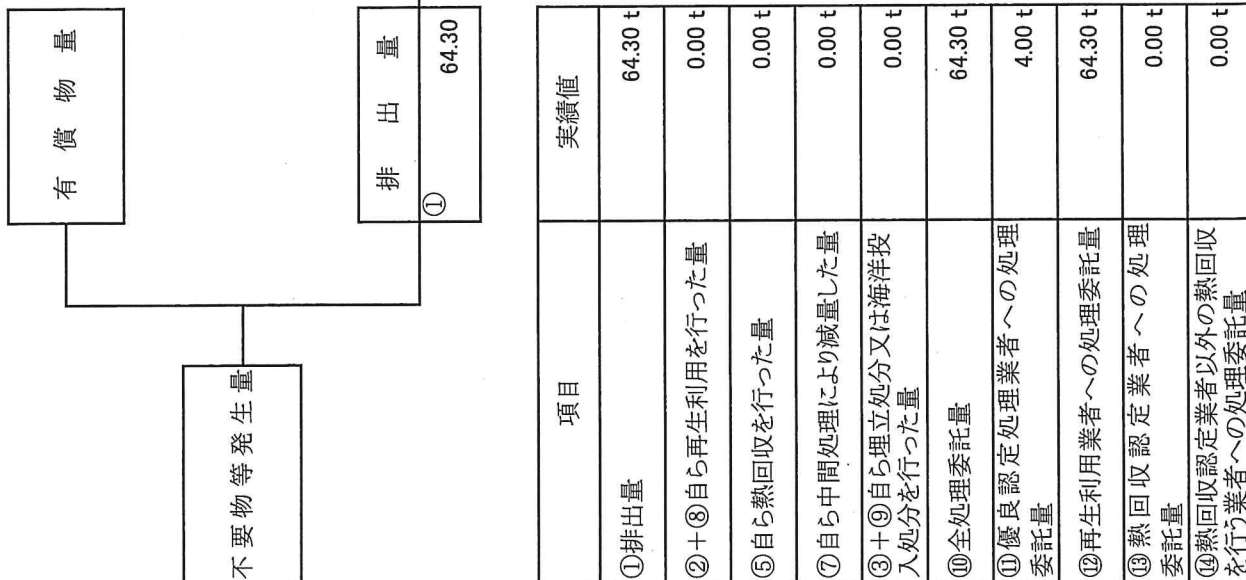 有償物量
不要物等発生量
排出量
①
64.30
項目
実績値
①排出量
64.30 t
②+⑧自ら再生利用を行った量
0.00 t
⑤自ら熱回収を行った量
0.00 t
⑦自ら中間処理により減量した量
0.00 t
③+⑨自ら埋立処分又は海洋投
入処分を行った量
0.00 t
⑩全処理委託量
64.30 t
⑪優良認定処理業者への処理
委託量
4.00 t
⑫再生利用業者への処理委託量
64.30 t
⑬熱回収認定業者への処理
委託量
0.00 t
⑭熱回収認定業者以外の熱回収
を行う業者への処理委託量
0.00 t